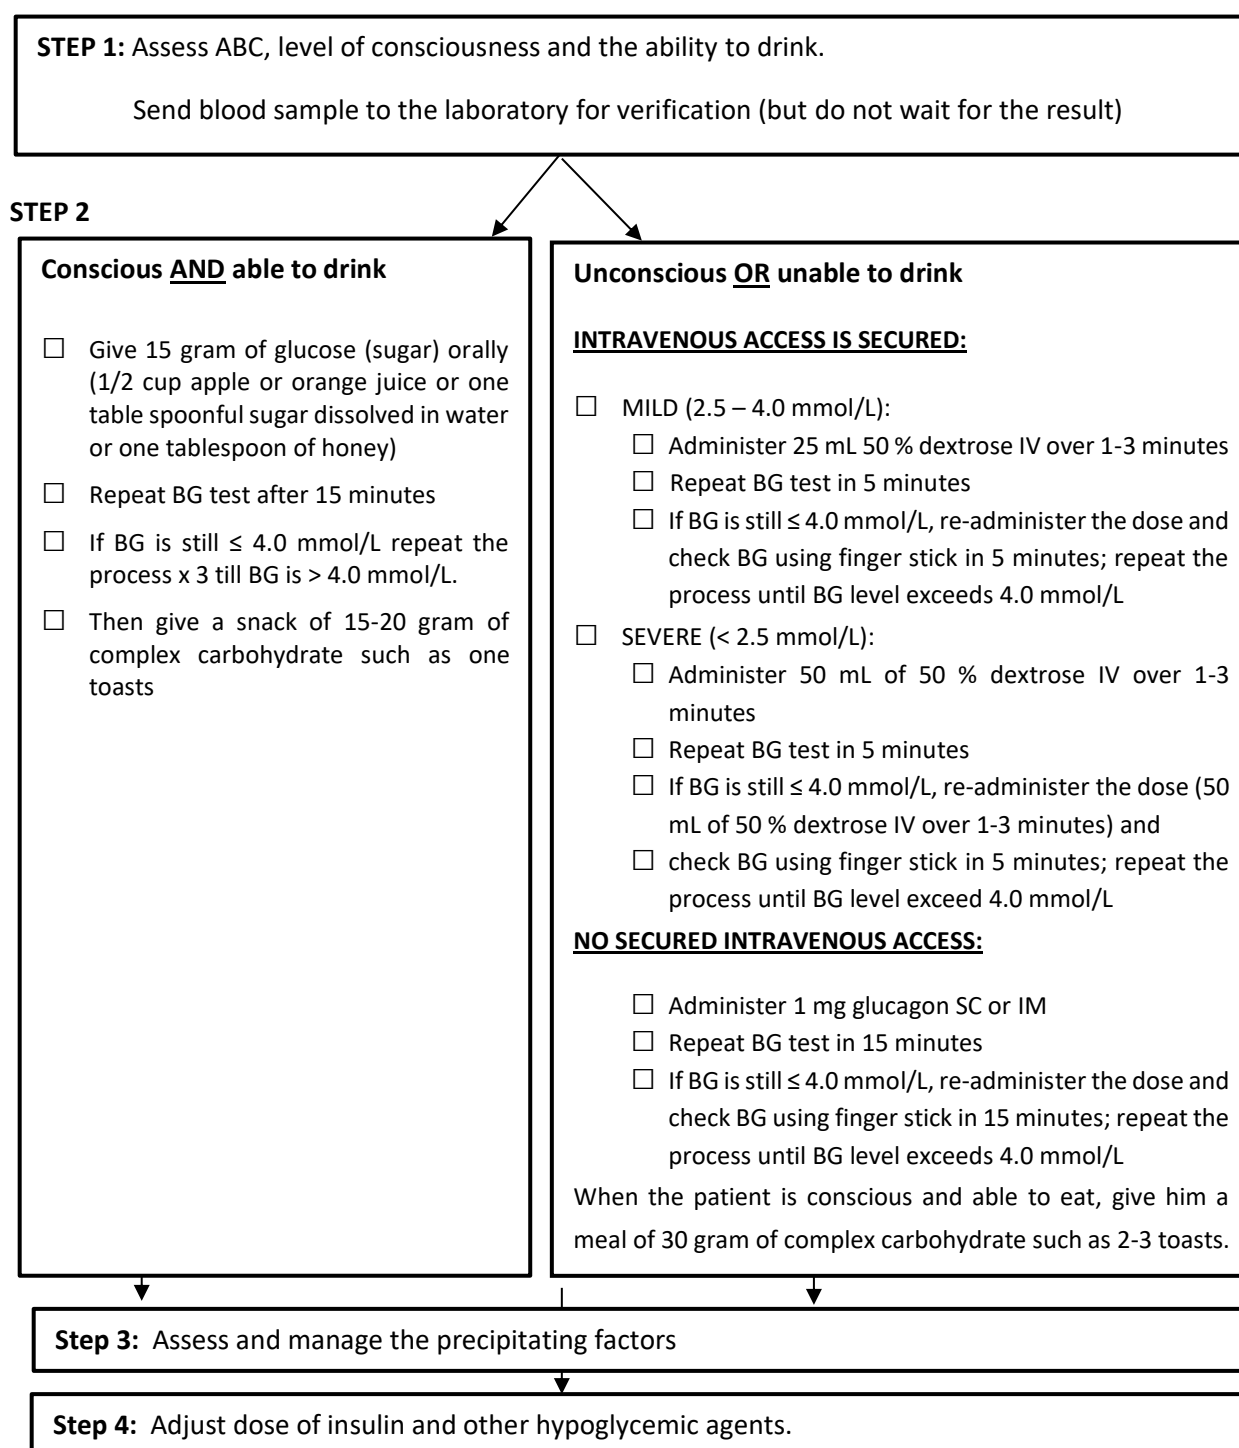 STEP 1: Assess ABC, level of consciousness and the ability to drink.
Send blood sample to the laboratory for verification (but do not wait for the result)
STEP 2
Conscious AND able to drink
☐ Give 15 gram of glucose (sugar) orally
(1/2 cup apple or orange juice or one
table spoonful sugar dissolved in water
or one tablespoon of honey)
☐ Repeat BG test after 15 minutes
☐ If BG is still ≤ 4.0 mmol/L repeat the
process x 3 till BG is > 4.0 mmol/L.
☐ Then give a snack of 15-20 gram of
complex carbohydrate such as one
toasts
Unconscious OR unable to drink
INTRAVENOUS ACCESS IS SECURED:
☐ MILD (2.5 – 4.0 mmol/L):
☐ Administer 25 mL 50 % dextrose IV over 1-3 minutes
☐ Repeat BG test in 5 minutes
☐ If BG is still ≤ 4.0 mmol/L, re-administer the dose and
check BG using finger stick in 5 minutes; repeat the
process until BG level exceeds 4.0 mmol/L
☐ SEVERE (< 2.5 mmol/L):
☐ Administer 50 mL of 50 % dextrose IV over 1-3
minutes
☐ Repeat BG test in 5 minutes
☐ If BG is still ≤ 4.0 mmol/L, re-administer the dose (50
mL of 50 % dextrose IV over 1-3 minutes) and
☐ check BG using finger stick in 5 minutes; repeat the
process until BG level exceed 4.0 mmol/L
NO SECURED INTRAVENOUS ACCESS:
☐ Administer 1 mg glucagon SC or IM
☐ Repeat BG test in 15 minutes
☐ If BG is still ≤ 4.0 mmol/L, re-administer the dose and
check BG using finger stick in 15 minutes; repeat the
process until BG level exceeds 4.0 mmol/L
When the patient is conscious and able to eat, give him a
meal of 30 gram of complex carbohydrate such as 2-3 toasts.
Step 3: Assess and manage the precipitating factors
Step 4: Adjust dose of insulin and other hypoglycemic agents.